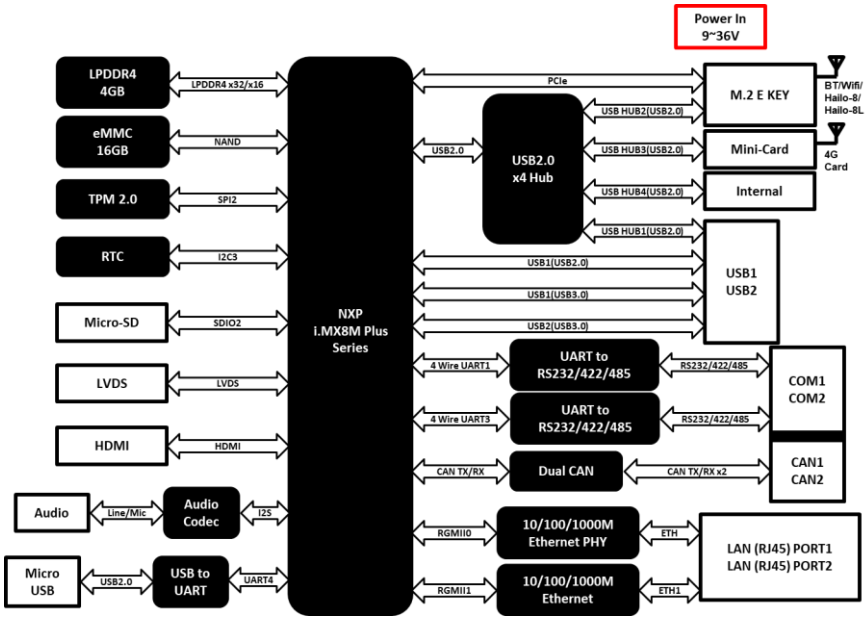 Power In
9~36V
LPDDR4
4GB
LPDDR4 x32/x16
eMMC
16GB
NAND
TPM 2.0
SPI2
RTC
I2C3
Micro-SD
SDIO2
LVDS
LVDS
HDMI
HDMI
Audio
Line/Mic
Audio
Codec
I2S
Micro
USB
USB2.0
USB to
UART
UART4
NXP
i.MX8M Plus
Series
PCIe
M.2 E KEY
BT/Wifi/
Hailo-8/
Hailo-8L
USB2.0
USB2.0
x4 Hub
USB HUB2(USB2.0)
USB HUB3(USB2.0)
Mini-Card
4G
Card
USB HUB4(USB2.0)
Internal
USB HUB1(USB2.0)
USB1(USB2.0)
USB1(USB3.0)
USB2(USB3.0)
USB1
USB2
4 Wire UART1
UART to
RS232/422/485
RS232/422/485
4 Wire UART3
UART to
RS232/422/485
RS232/422/485
COM1
COM2
CAN TX/RX
Dual CAN
CAN TX/RX x2
CAN1
CAN2
RGMII0
10/100/1000M
Ethernet PHY
ETH
RGMII1
10/100/1000M
Ethernet
ETH1
LAN (RJ45) PORT1
LAN (RJ45) PORT2